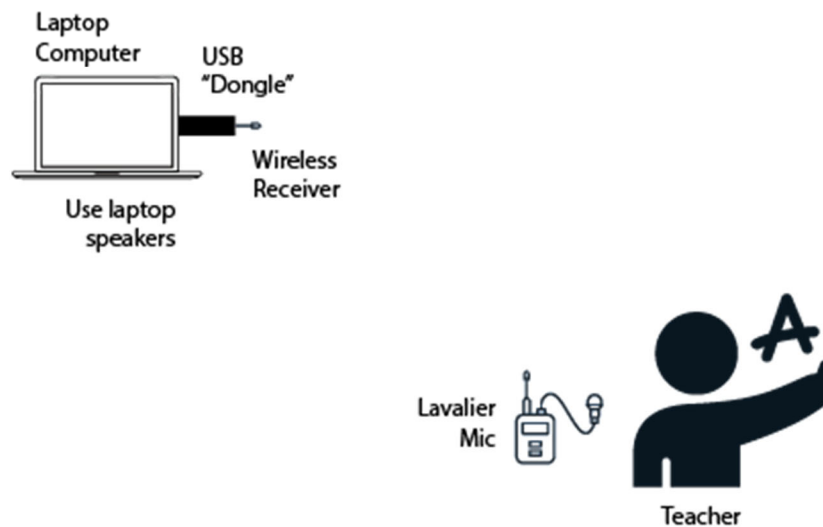 Laptop
Computer
USB
“Dongle”
Wireless
Receiver
Use laptop
speakers
A
Lavalier
Mic
Teacher